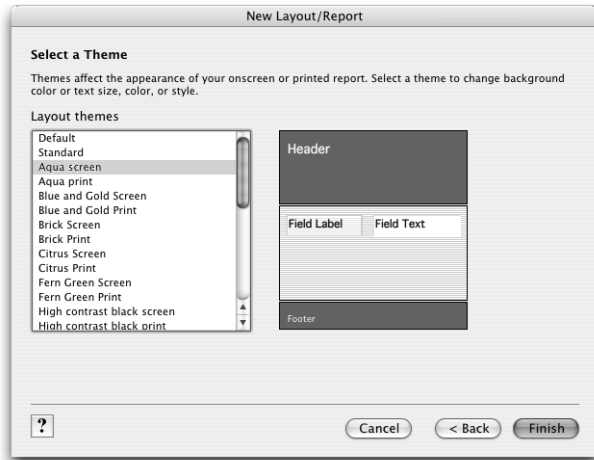 New Layout/Report
Select a Theme
Themes affect the appearance of your onscreen or printed report. Select a theme to change background
color or text size, color, or style.
Layout themes
Default
Standard
Aqua screen
Aqua print
Blue and Gold Screen
Blue and Gold Print
Brick Screen
Brick Print
Citrus Screen
Citrus Print
Fern Green Screen
Fern Green Print
High contrast black screen
High contrast black print
Header
Field Label
Field Text
Footer
?
Cancel
< Back
Finish